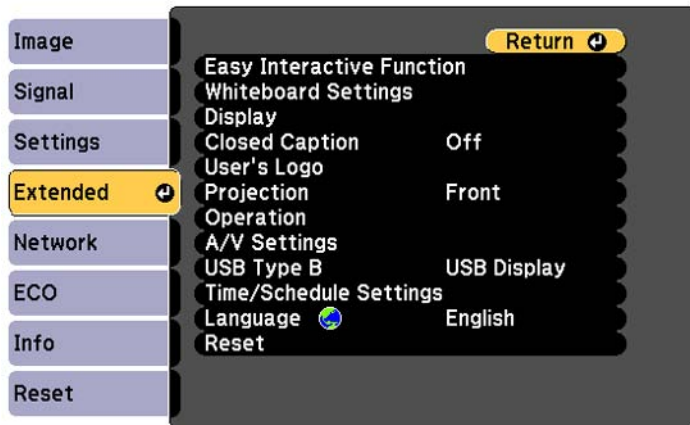 Image
Signal
Settings
Extended
Network
ECO
Info
Reset
Return
Easy Interactive Function
Whiteboard Settings
Display
Closed Caption Off
User's Logo
Projection Front
Operation
A/V Settings
USB Type B USB Display
Time/Schedule Settings
Language English
Reset